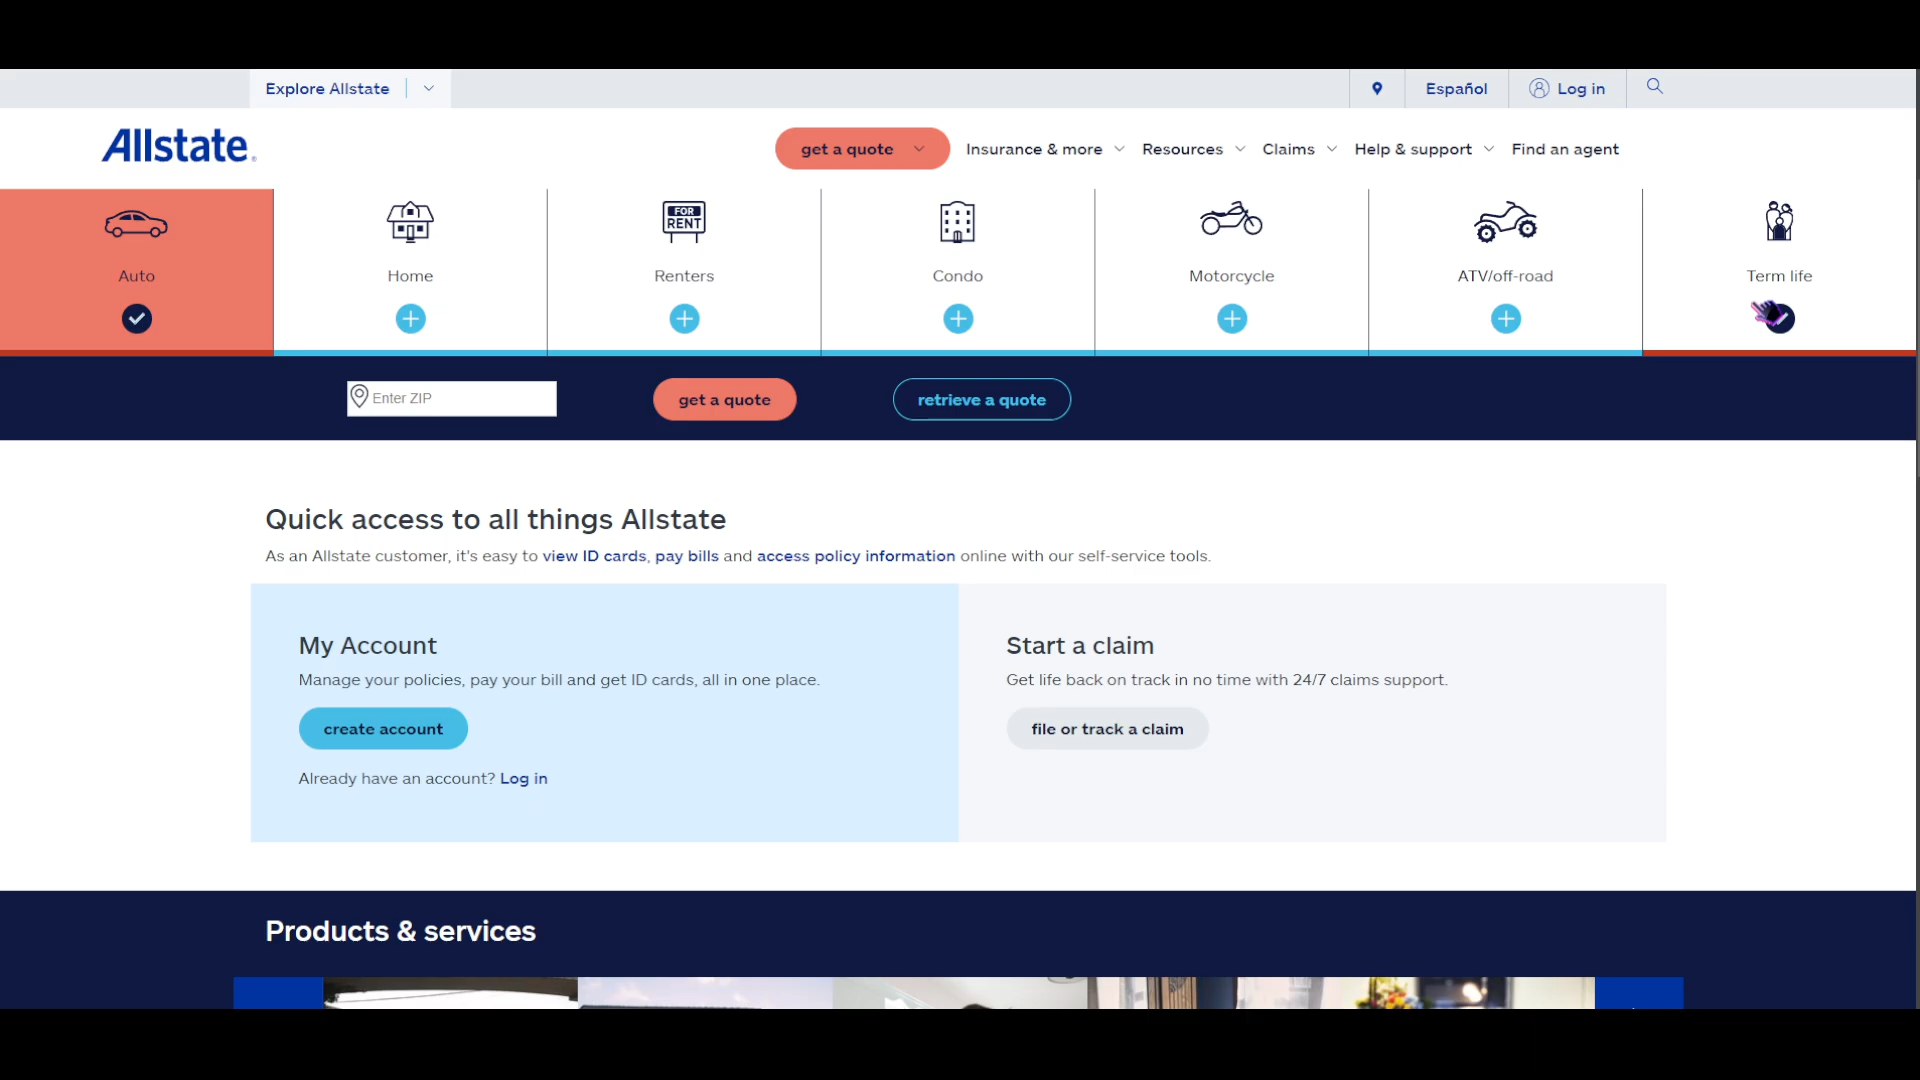 Explore Allstate
Español
Log in
Allstate.
get a quote
Insurance & more
Resources
Claims
Help & support
Find an agent
FOR
RENT
Auto
Home
Renters
Condo
Motorcycle
ATV/off-road
Term life
Enter ZIP
get a quote
retrieve a quote
Quick access to all things Allstate
As an Allstate customer, it's easy to view ID cards, pay bills and access policy information online with our self-service tools.
My Account
Manage your policies, pay your bill and get ID cards, all in one place.
create account
Already have an account? Log in
Start a claim
Get life back on track in no time with 24/7 claims support.
file or track a claim
Products & services